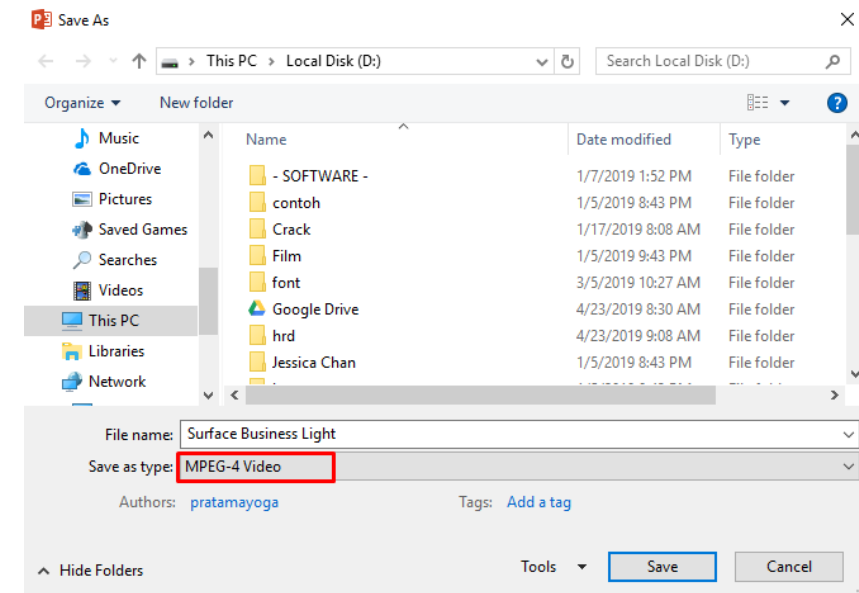 Save As
This PC > Local Disk (D:)
Search Local Disk (D:)
Organize
New folder
Name
Date modified
Type
Music
OneDrive
Pictures
Saved Games
Searches
Videos
This PC
Libraries
Network
- SOFTWARE - 1/7/2019 1:52 PM File folder
contoh 1/5/2019 8:43 PM File folder
Crack 1/17/2019 8:08 AM File folder
Film 1/5/2019 9:43 PM File folder
font 3/5/2019 10:27 AM File folder
Google Drive 4/23/2019 8:30 AM File folder
hrd 4/23/2019 9:08 AM File folder
Jessica Chan 1/5/2019 8:43 PM File folder
File name: Surface Business Light
Save as type: MPEG-4 Video
Authors: pratamayoga Tags: Add a tag
Hide Folders Tools Save Cancel